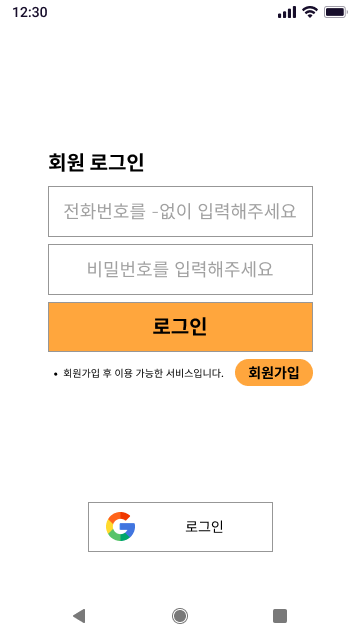 12:30
회원 로그인
전화번호를 -없이 입력해주세요
비밀번호를 입력해주세요
로그인
• 회원가입 후 이용 가능한 서비스입니다.
회원가입
로그인